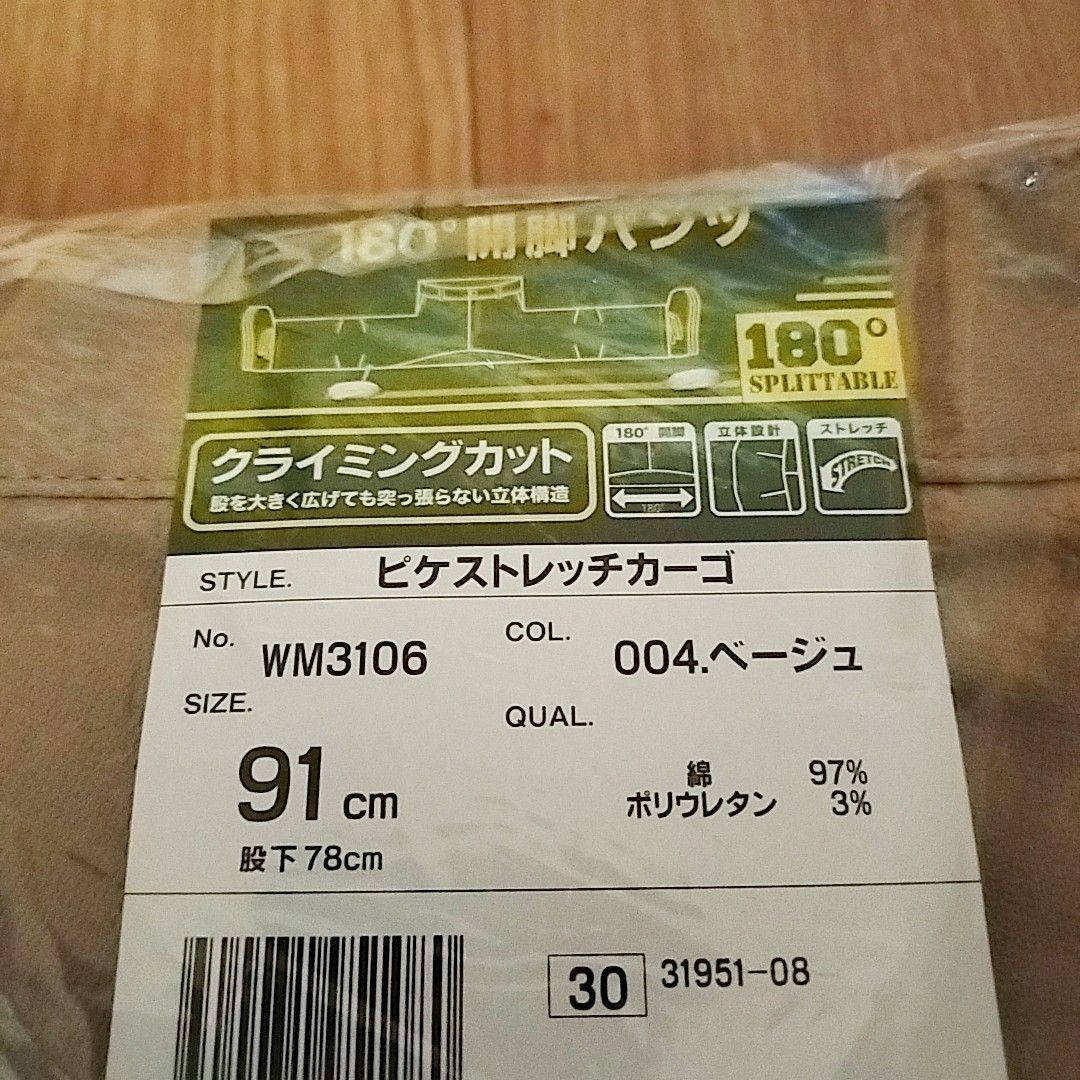 180°開脚パンツ
180°
SPLITTABLE
クライミングカット
股を大きく広げても突っ張らない立体構造
180° 開脚
180°
立体設計
ストレッチ
STRETCH
STYLE. ピケストレッチカーゴ
No. WM3106
COL. 004.ベージュ
SIZE.
91cm
股下78cm
QUAL.
綿 97%
ポリウレタン 3%
30 31951-08